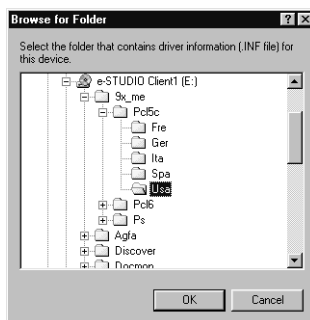 Browse for Folder
Select the folder that contains driver information (.INF file) for
this device.
e-STUDIO Client1 (E:)
9x_me
Pcl5c
Fre
Ger
Ita
Spa
Usa
Pcl6
Ps
Agfa
Discover
Docmon
OK
Cancel